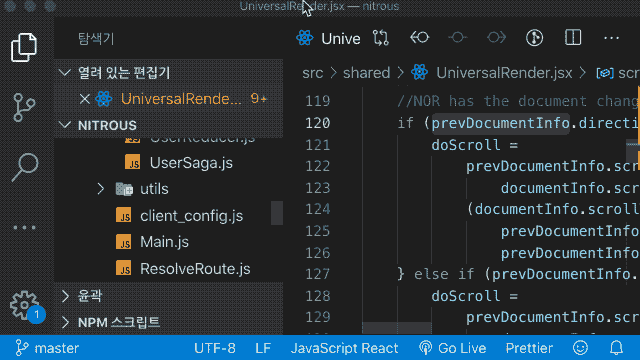 UniversalRender.jsx — nitrous
탐색기
열려 있는 편집기
UniversalRende... 9+
NITROUS
UserReducer.js
UserSaga.js
utils
client_config.js
Main.js
ResolveRoute.js
윤곽
NPM 스크립트
1
Unive
src › shared › UniversalRender.jsx › scr
119 //NOR has the document chang
120 if (prevDocumentInfo.directi
121 doScroll =
122 prevDocumentInfo.scr
123 documentInfo.scr
124 (documentInfo.scroll
125 prevDocumentInfo
126 prevDocumentInfo
127 } else if (prevDocumentInfo.
128 doScroll =
129 prevDocumentInfo.scr
master UTF-8 LF JavaScript React Go Live Prettier